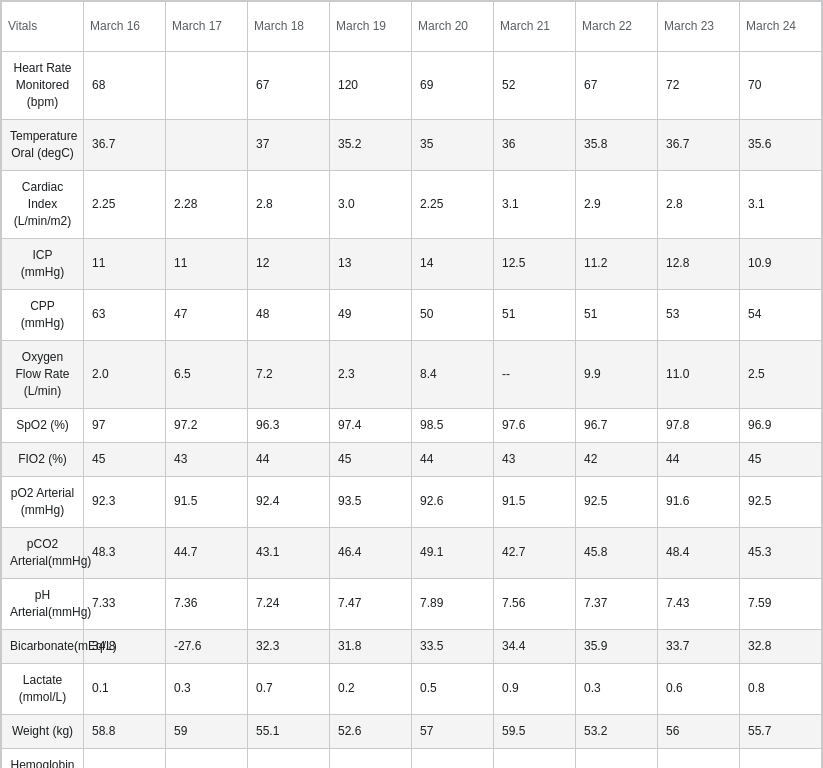 Vitals March 16 March 17 March 18 March 19 March 20 March 21 March 22 March 23 March 24
Heart Rate
Monitored
(bpm)
68 67 120 69 52 67 72 70
Temperature
Oral (degC)
36.7 37 35.2 35 36 35.8 36.7 35.6
Cardiac
Index
(L/min/m2)
2.25 2.28 2.8 3.0 2.25 3.1 2.9 2.8 3.1
ICP
(mmHg)
11 11 12 13 14 12.5 11.2 12.8 10.9
CPP
(mmHg)
63 47 48 49 50 51 51 53 54
Oxygen
Flow Rate
(L/min)
2.0 6.5 7.2 2.3 8.4 -- 9.9 11.0 2.5
SpO2 (%) 97 97.2 96.3 97.4 98.5 97.6 96.7 97.8 96.9
FIO2 (%) 45 43 44 45 44 43 42 44 45
pO2 Arterial
(mmHg)
92.3 91.5 92.4 93.5 92.6 91.5 92.5 91.6 92.5
pCO2
Arterial(mmHg)
48.3 44.7 43.1 46.4 49.1 42.7 45.8 48.4 45.3
pH
Arterial(mmHg)
7.33 7.36 7.24 7.47 7.89 7.56 7.37 7.43 7.59
Bicarbonate(mEq/L) -27.6 32.3 31.8 33.5 34.4 35.9 33.7 32.8
Lactate
(mmol/L)
0.1 0.3 0.7 0.2 0.5 0.9 0.3 0.6 0.8
Weight (kg) 58.8 59 55.1 52.6 57 59.5 53.2 56 55.7
Hemoglobin